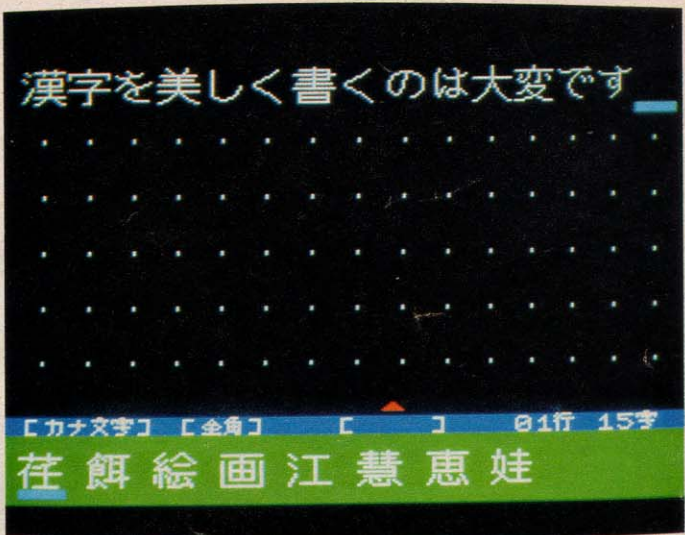 漢字を美しく書くのは大変です
[カナ文字] [全角] [ ] 01行 15字
荏餌絵画江慧恵娃